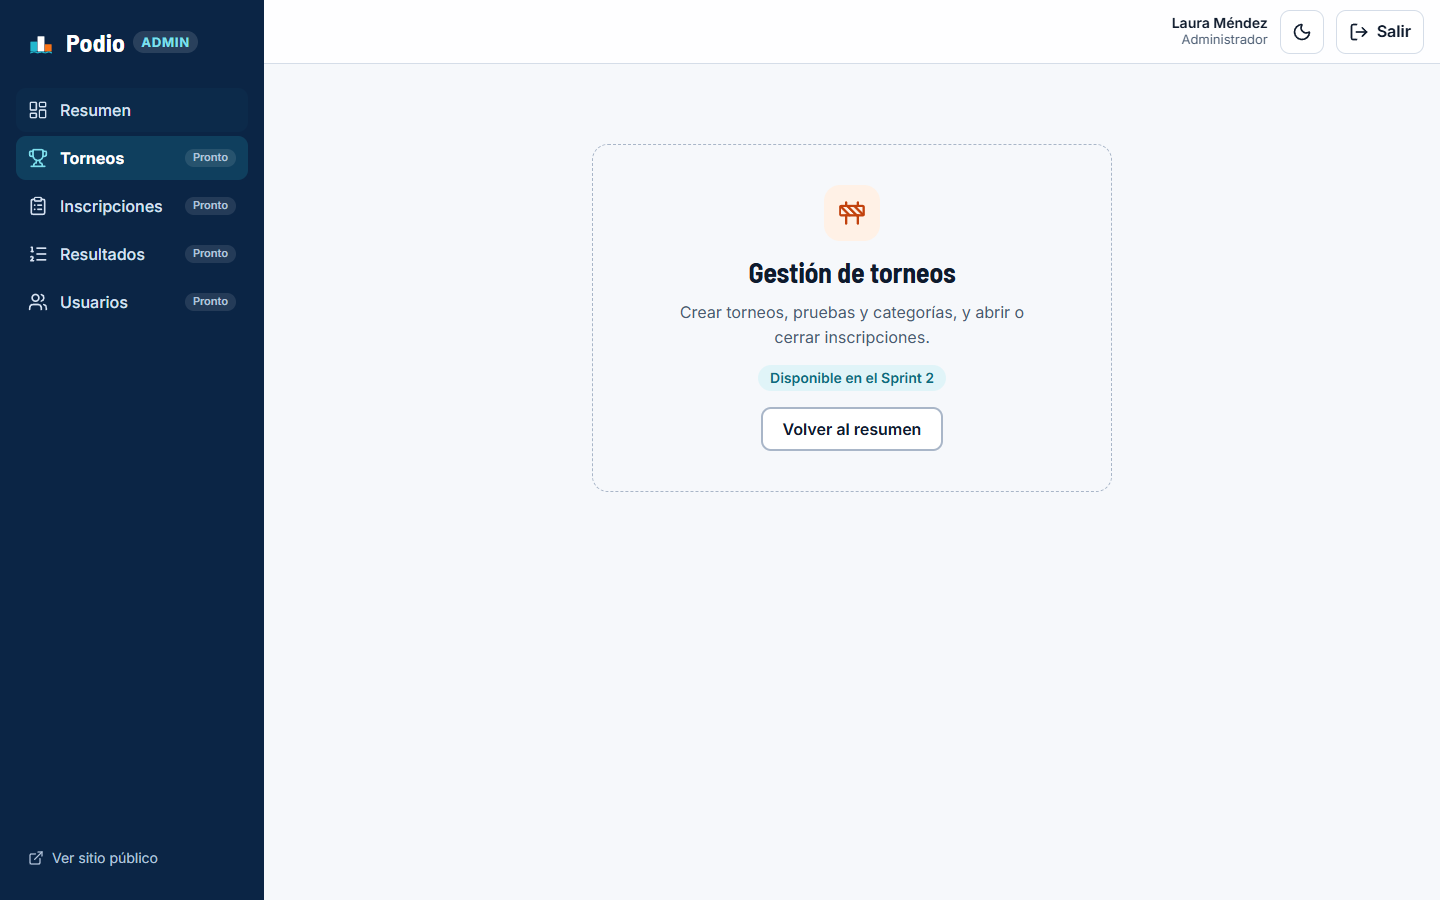 Podio ADMIN
Laura Méndez
Administrador
Salir
Resumen
Torneos Pronto
Inscripciones Pronto
Resultados Pronto
Usuarios Pronto
Gestión de torneos
Crear torneos, pruebas y categorías, y abrir o
cerrar inscripciones.
Disponible en el Sprint 2
Volver al resumen
Ver sitio público